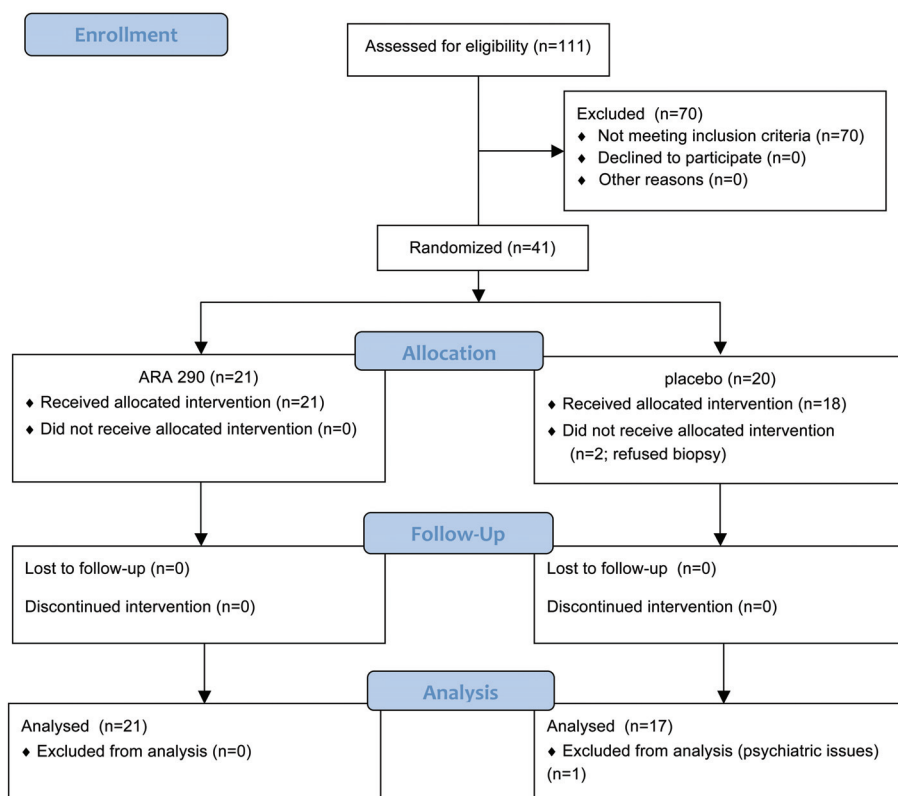 Enrollment
Assessed for eligibility (n=111)
Excluded (n=70)
♦ Not meeting inclusion criteria (n=70)
♦ Declined to participate (n=0)
♦ Other reasons (n=0)
Randomized (n=41)
Allocation
ARA 290 (n=21)
♦ Received allocated intervention (n=21)
♦ Did not receive allocated intervention (n=0)
placebo (n=20)
♦ Received allocated intervention (n=18)
♦ Did not receive allocated intervention
(n=2; refused biopsy)
Follow-Up
Lost to follow-up (n=0)
Discontinued intervention (n=0)
Lost to follow-up (n=0)
Discontinued intervention (n=0)
Analysis
Analysed (n=21)
♦ Excluded from analysis (n=0)
Analysed (n=17)
♦ Excluded from analysis (psychiatric issues)
(n=1)